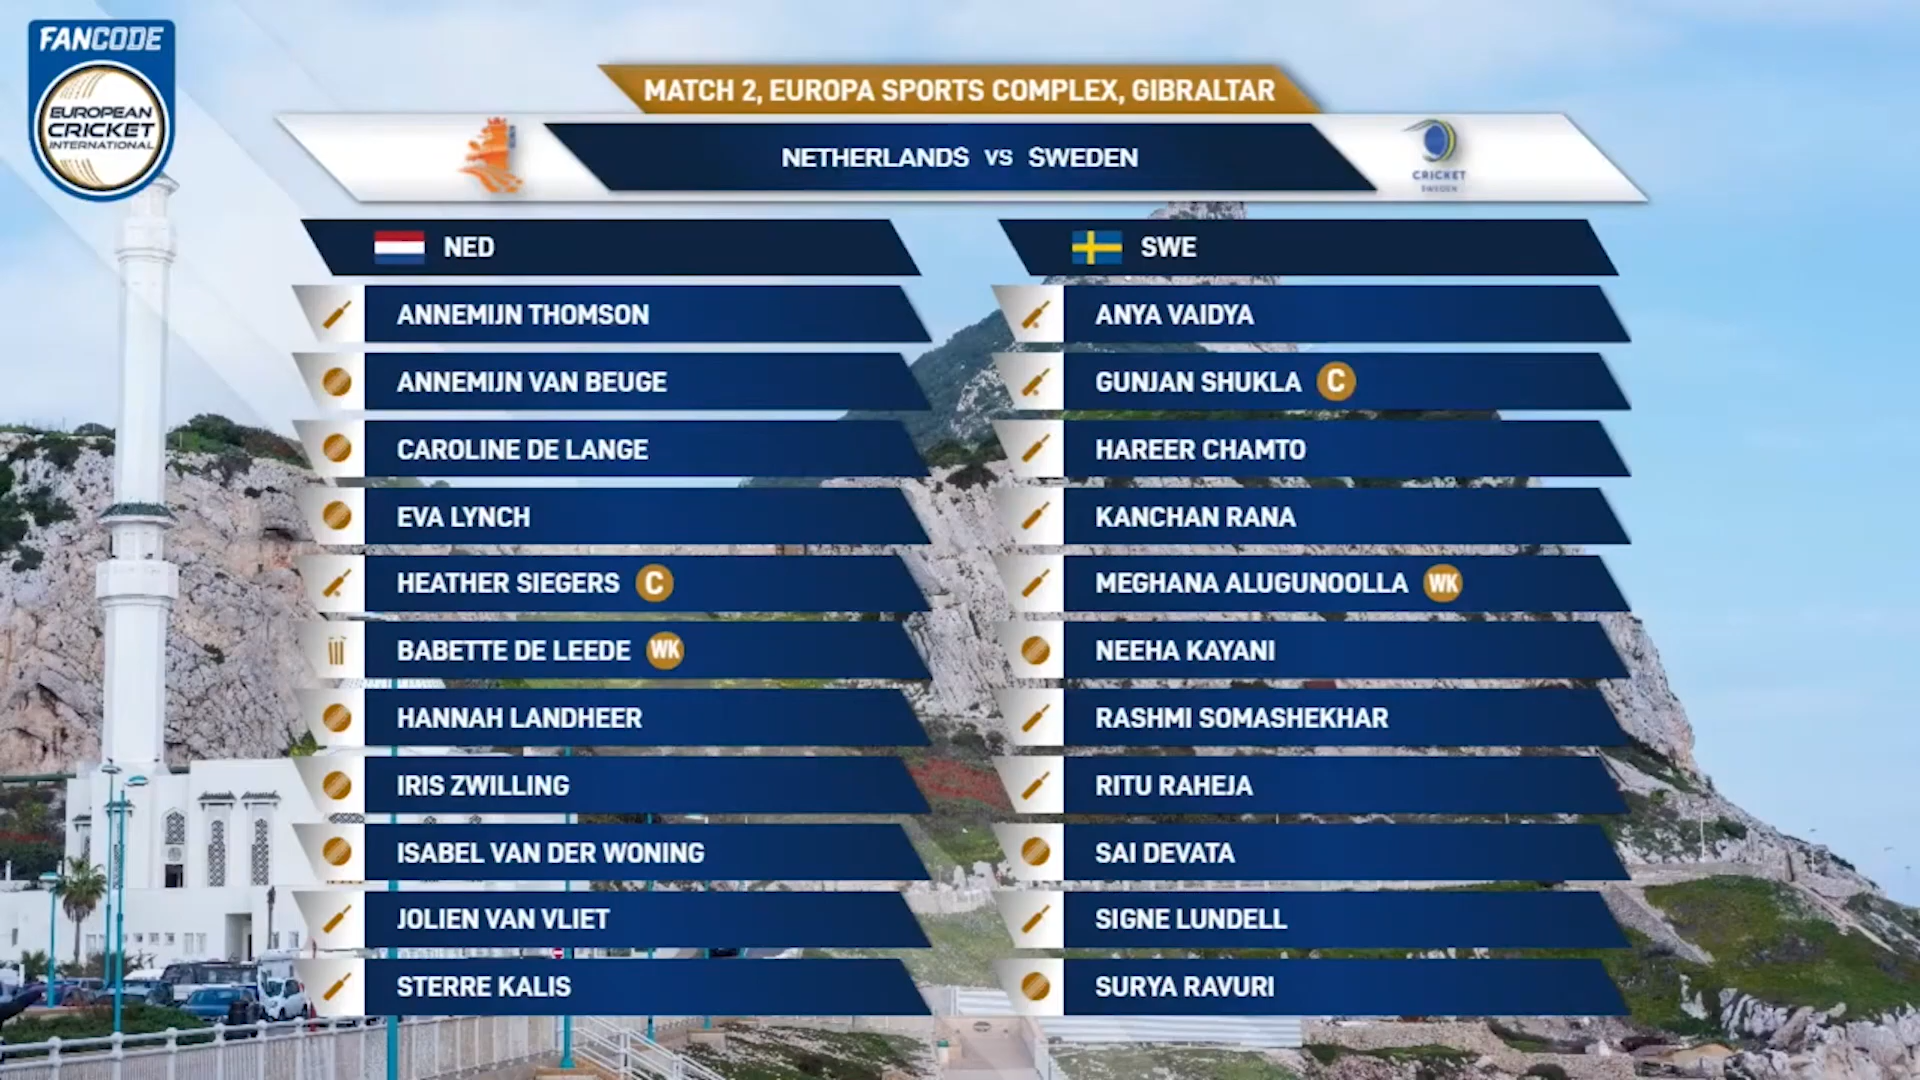 FANCODE
EUROPEAN
CRICKET
INTERNATIONAL
MATCH 2, EUROPA SPORTS COMPLEX, GIBRALTAR
NETHERLANDS VS SWEDEN
CRICKET
SWEDEN
NED
ANNEMIJN THOMSON
ANNEMIJN VAN BEUGE
CAROLINE DE LANGE
EVA LYNCH
HEATHER SIEGERS C
BABETTE DE LEEDE WK
HANNAH LANDHEER
IRIS ZWILLING
ISABEL VAN DER WONING
JOLIEN VAN VLIET
STERRE KALIS
SWE
ANYA VAIDYA
GUNJAN SHUKLA C
HAREER CHAMTO
KANCHAN RANA
MEGHANA ALUGUNOOLLA WK
NEEHA KAYANI
RASHMI SOMASHEKHAR
RITU RAHEJA
SAI DEVATA
SIGNE LUNDELL
SURYA RAVURI